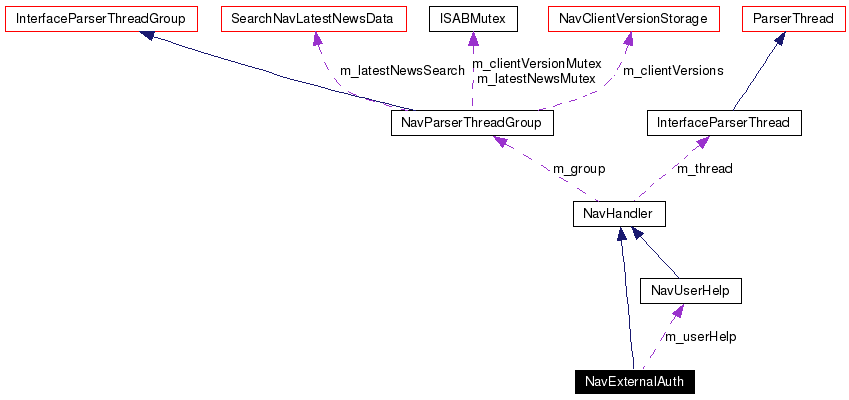 InterfaceParserThreadGroup
SearchNavLatestNewsData
ISABMutex
NavClientVersionStorage
ParserThread
m_latestNewsSearch
m_clientVersionMutex
m_latestNewsMutex
m_clientVersions
NavParserThreadGroup
InterfaceParserThread
m_group
m_thread
NavHandler
NavUserHelp
m_userHelp
NavExternalAuth